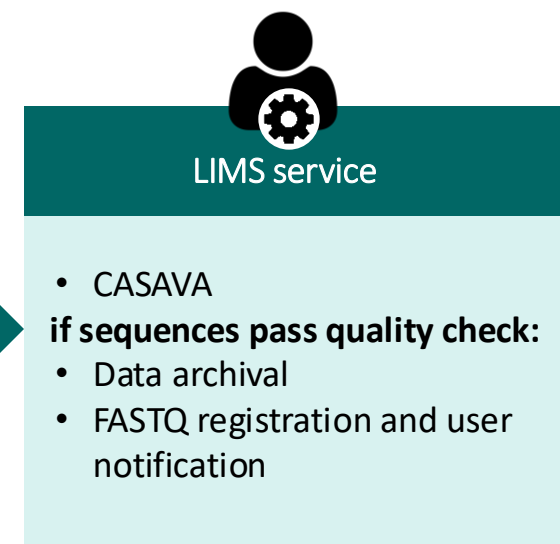 LIMS service
• CASAVA
if sequences pass quality check:
• Data archival
• FASTQ registration and user
notification